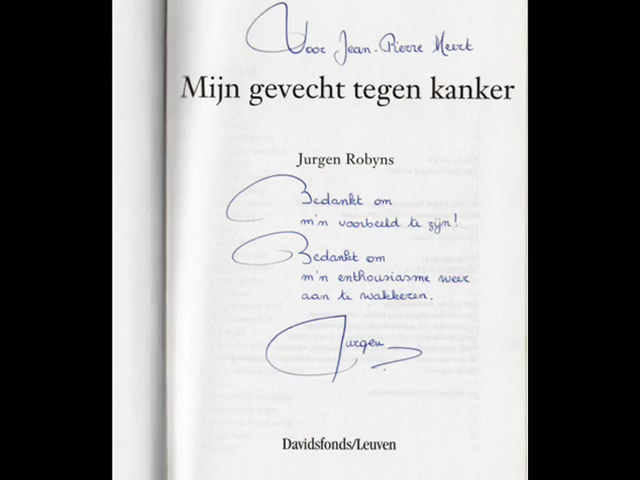 Voor Jean-Pierre Meert
Mijn gevecht tegen kanker
Jurgen Robyns
Bedankt om
m'n voorbeeld te zijn!
Bedankt om
m'n enthousiasme weer
aan te wakkeren.
Jurgen
Davidsfonds/Leuven